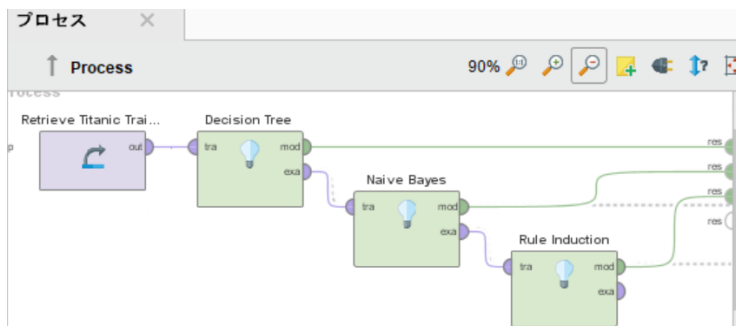 プロセス
Process
90%
Process
Retrieve Titanic Trai...
out
Decision Tree
tra
mod
exa
Naive Bayes
tra
mod
exa
Rule Induction
tra
mod
exa
res
res
res
res
p